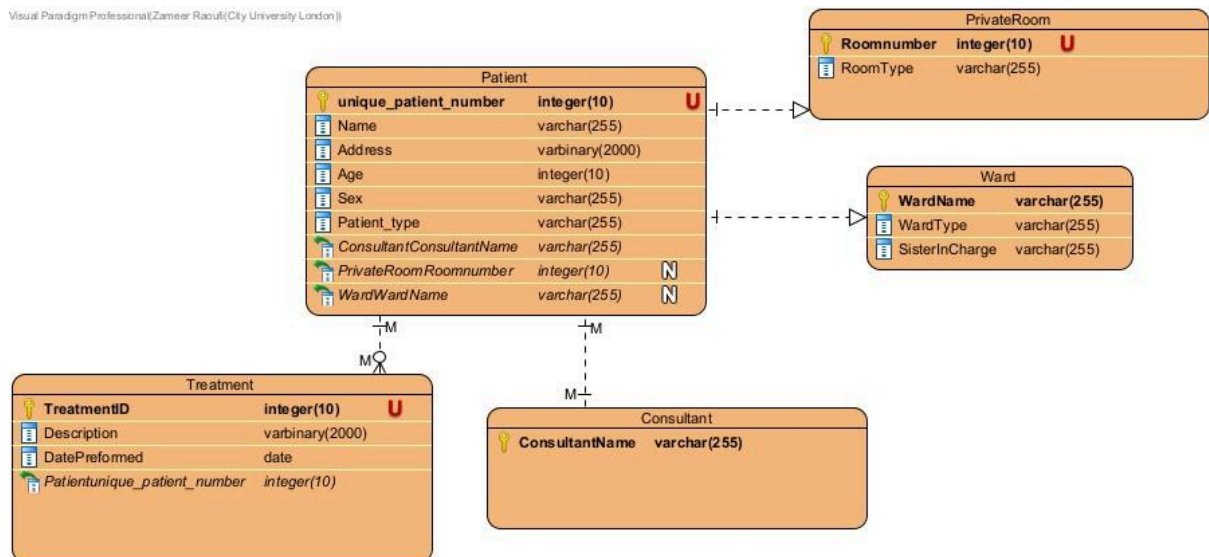 Visual Paradigm Professional(Zameer Raoufi(City University London))
PrivateRoom
Roomnumber integer(10) U
RoomType varchar(255)
Patient
unique_patient_number integer(10) U
Name varchar(255)
Address varbinary(2000)
Age integer(10)
Sex varchar(255)
Patient_type varchar(255)
ConsultantConsultantName varchar(255)
PrivateRoomRoomnumber integer(10) N
WardWardName varchar(255) N
Ward
WardName varchar(255)
WardType varchar(255)
SisterInCharge varchar(255)
M M
M
M
Treatment
TreatmentID integer(10) U
Description varbinary(2000)
DatePreformed date
Patientunique_patient_number integer(10)
Consultant
ConsultantName varchar(255)